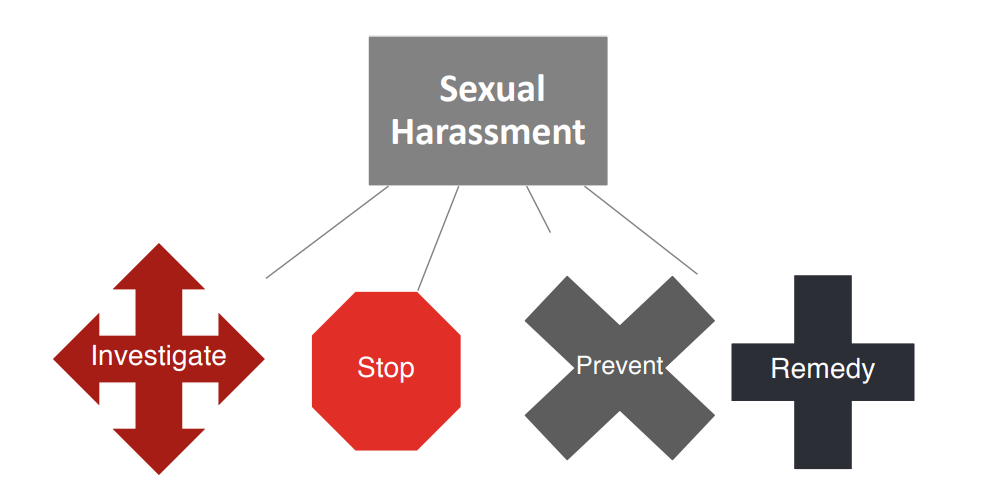 Sexual
Harassment
Investigate
Stop
Prevent
Remedy